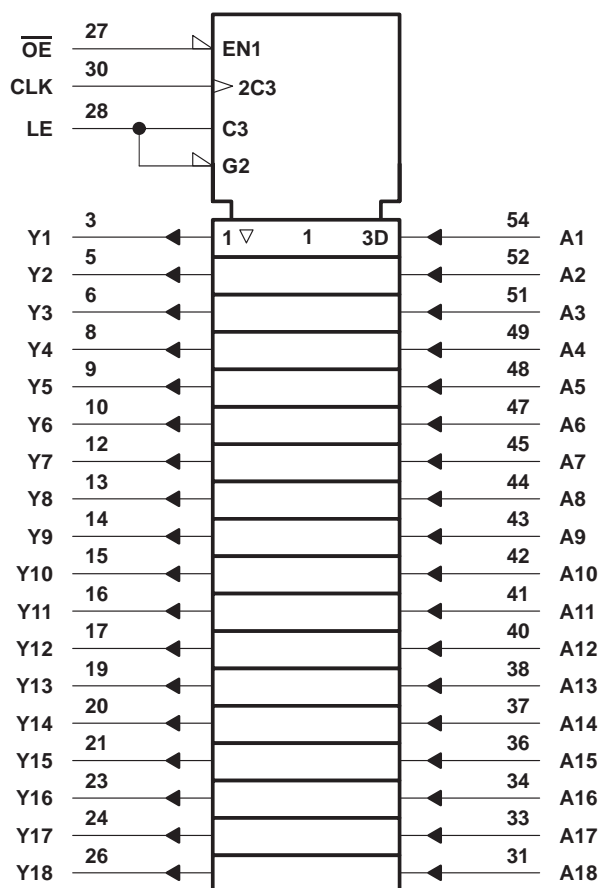 27
OE EN1
30
CLK 2C3
28
LE C3
G2
3 54
Y1 1 ▽ 1 3D A1
5 52
Y2 A2
6 51
Y3 A3
8 49
Y4 A4
9 48
Y5 A5
10 47
Y6 A6
12 45
Y7 A7
13 44
Y8 A8
14 43
Y9 A9
15 42
Y10 A10
16 41
Y11 A11
17 40
Y12 A12
19 38
Y13 A13
20 37
Y14 A14
21 36
Y15 A15
23 34
Y16 A16
24 33
Y17 A17
26 31
Y18 A18